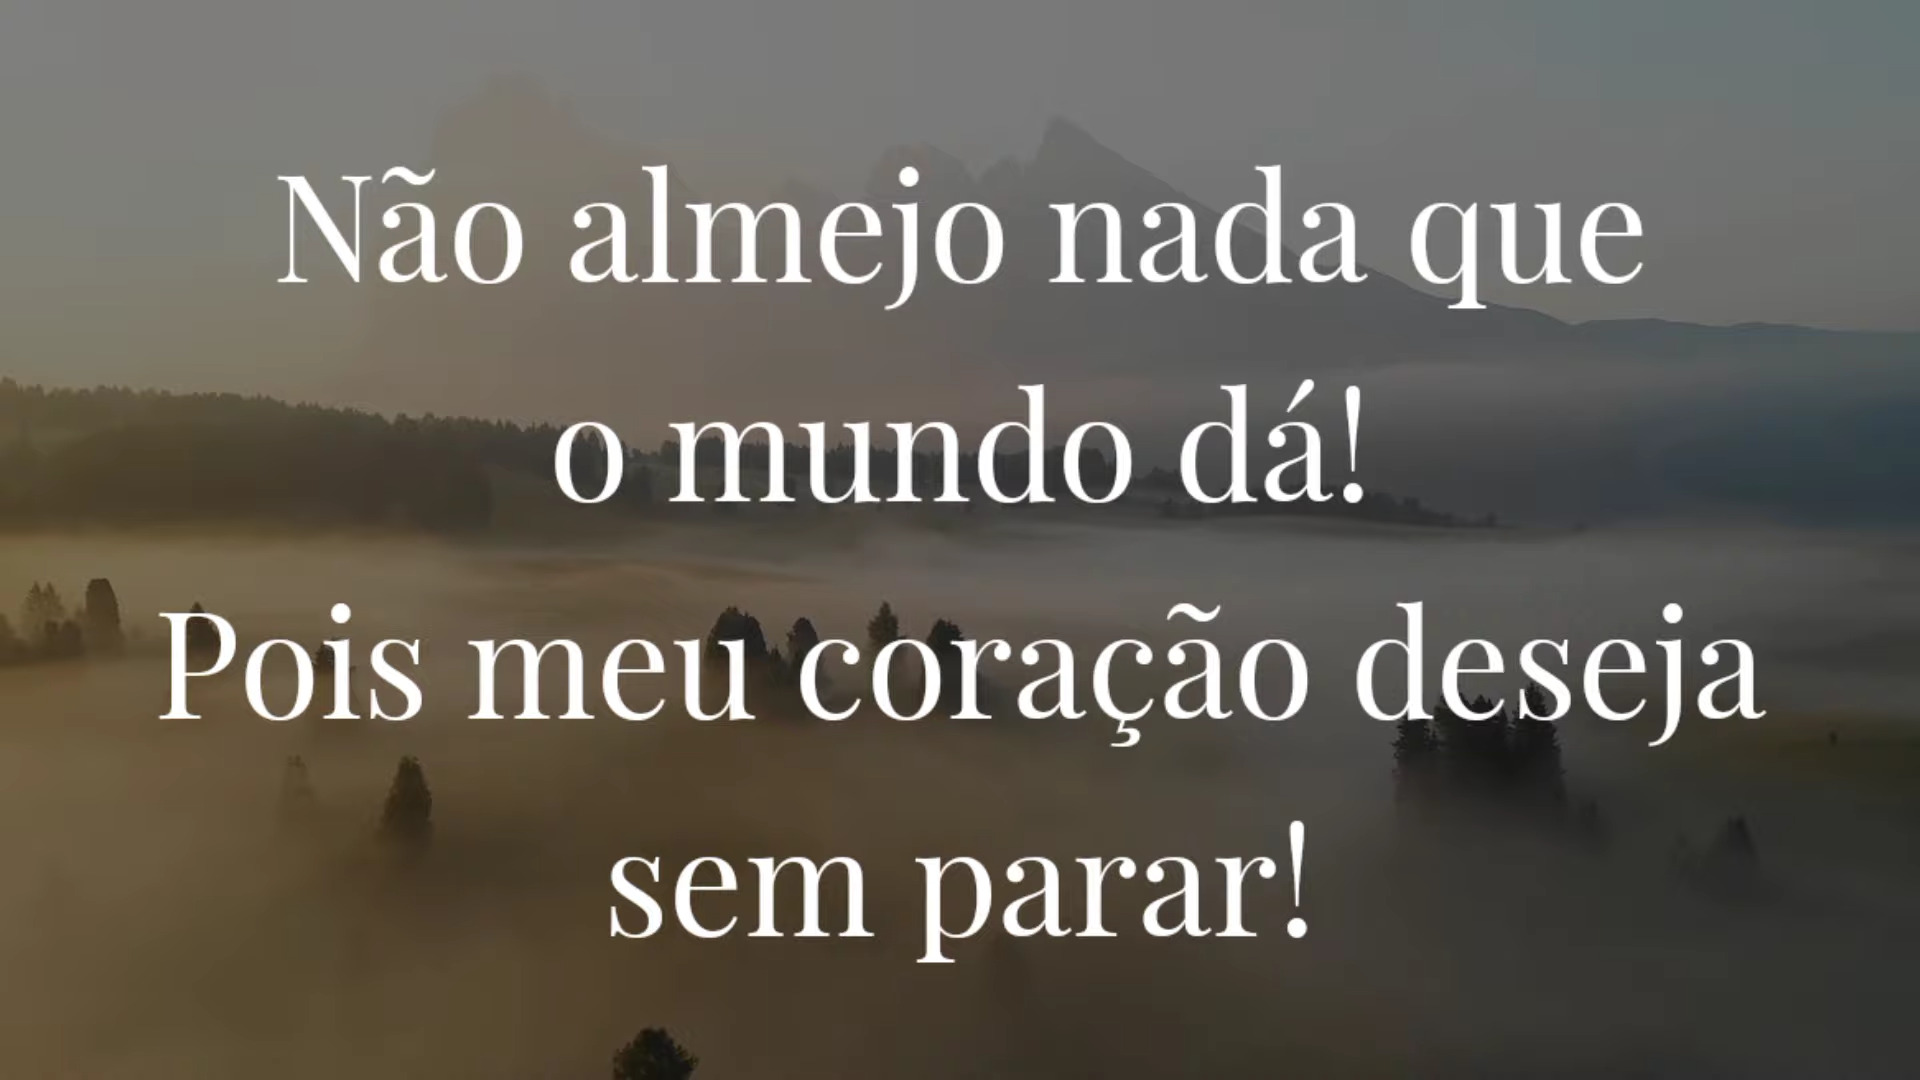 Não almejo nada que
o mundo dá!
Pois meu coração deseja
sem parar!